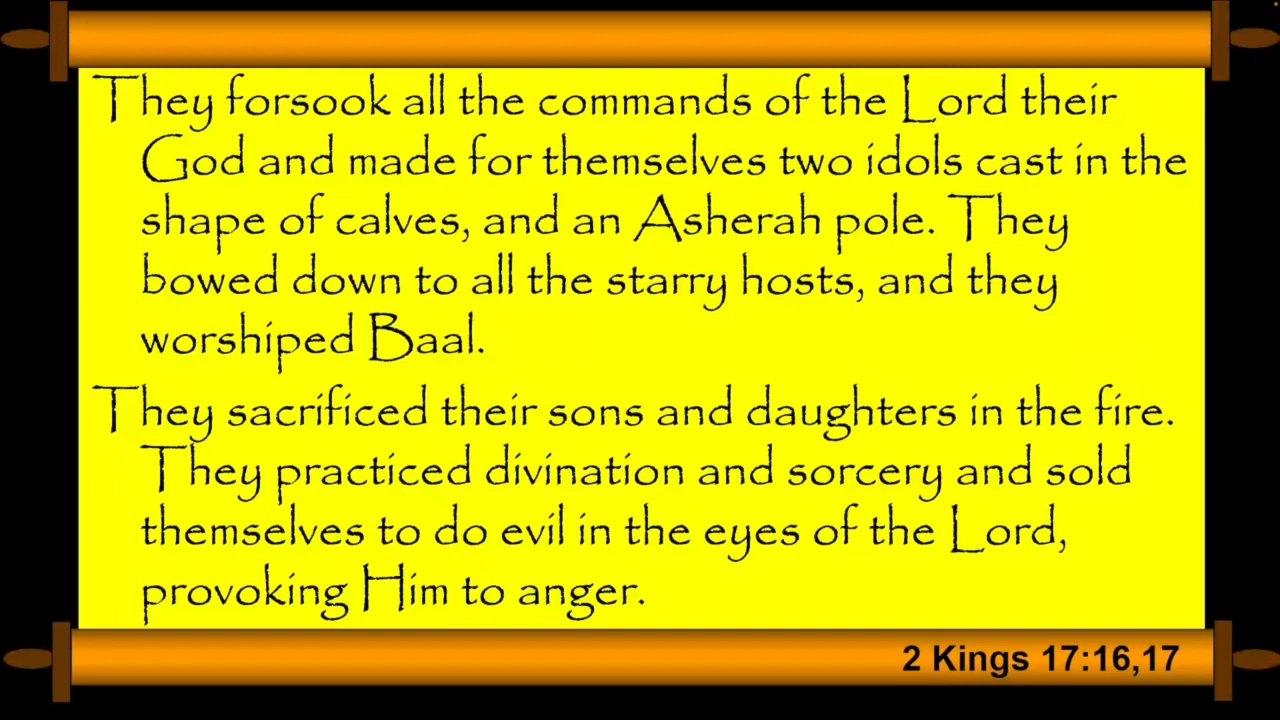 They forsook all the commands of the Lord their
God and made for themselves two idols cast in the
shape of calves, and an Asherah pole. They
bowed down to all the starry hosts, and they
worshiped Baal.
They sacrificed their sons and daughters in the fire.
They practiced divination and sorcery and sold
themselves to do evil in the eyes of the Lord,
provoking Him to anger.
2 Kings 17:16,17